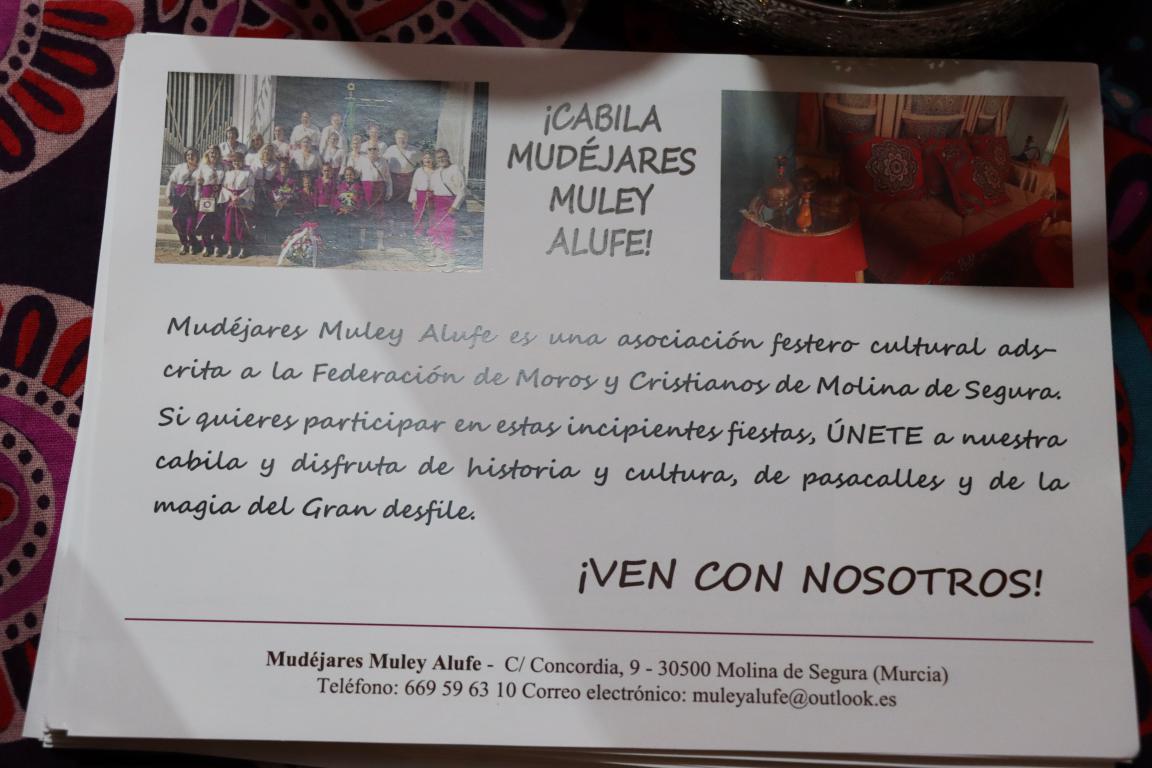 ¡CABILA
MUDÉJARES
MULEY
ALUFE!
Mudéjares Muley Alufe es una asociación festero cultural ads-
crita a la Federación de Moros y Cristianos de Molina de Segura.
Si quieres participar en estas incipientes fiestas, ÚNETE a nuestra
cabila y disfruta de historia y cultura, de pasacalles y de la
magia del Gran desfile.
¡VEN CON NOSOTROS!
Mudéjares Muley Alufe - C/ Concordia, 9 - 30500 Molina de Segura (Murcia)
Teléfono: 669 59 63 10 Correo electrónico: muleyalufe@outlook.es